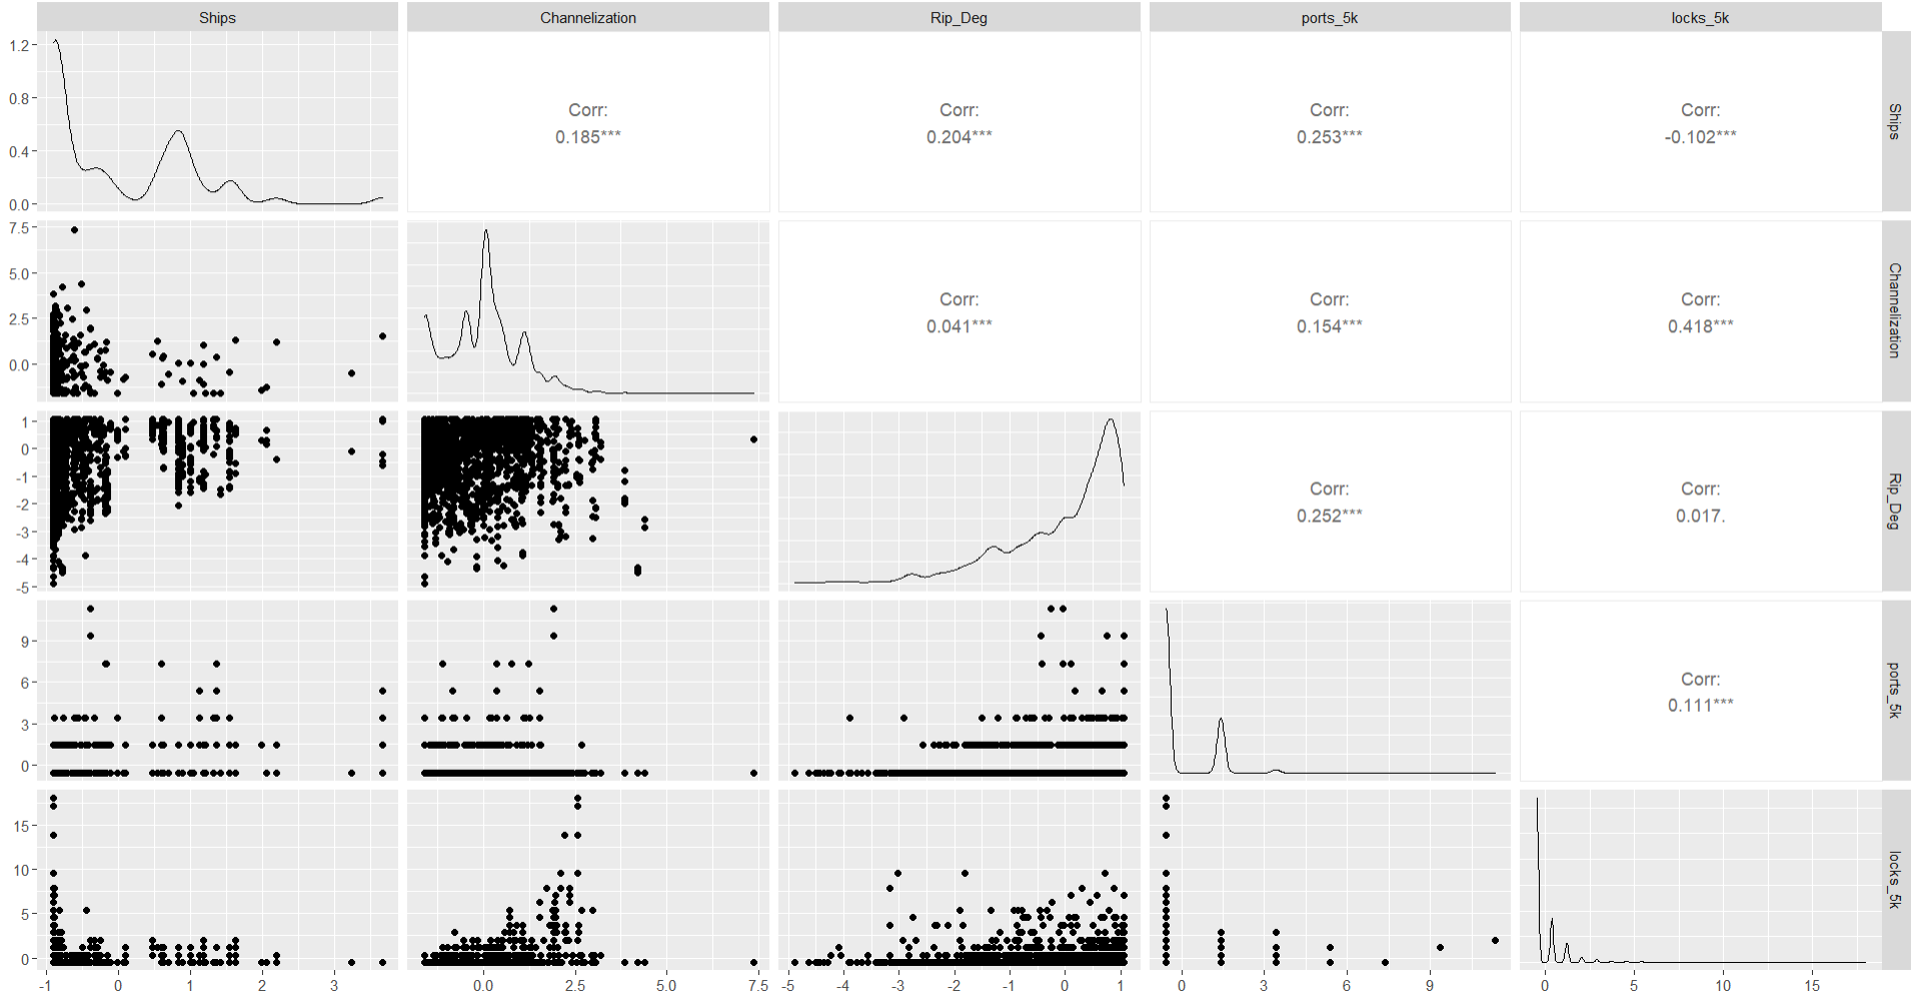 Ships Channelization Rip_Deg ports_5k locks_5k
1.2
0.8
0.4
0.0
Corr:
0.185***
Corr:
0.204***
Corr:
0.253***
Corr:
-0.102***
Ships
7.5
5.0
2.5
0.0
Corr:
0.041***
Corr:
0.154***
Corr:
0.418***
Channelization
1
0
-1
-2
-3
-4
-5
Corr:
0.252***
Corr:
0.017.
Rip_Deg
9
6
3
0
Corr:
0.111***
ports_5k
15
10
5
0
locks_5k
-1 0 1 2 3
0.0 2.5 5.0 7.5
-5 -4 -3 -2 -1 0 1
0 3 6 9
0 5 10 15